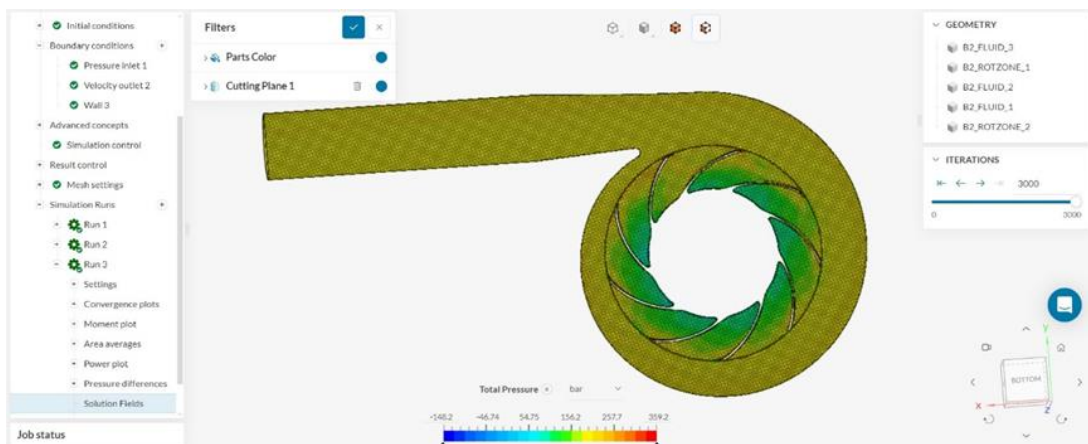 Initial conditions
Boundary conditions
Pressure inlet 1
Velocity outlet 2
Wall 3
Advanced concepts
Simulation control
Result control
Mesh settings
Simulation Runs
Run 1
Run 2
Run 3
Settings
Convergence plots
Moment plot
Area averages
Power plot
Pressure differences
Solution Fields
Job status
Filters
Parts Color
Cutting Plane 1
Total Pressure
bar
-148.2 -46.74 54.75 156.2 257.7 359.2
GEOMETRY
B2_FLUID_3
B2_ROTZONE_1
B2_FLUID_2
B2_FLUID_1
B2_ROTZONE_2
ITERATIONS
3000
0 3000
Y
BOTTOM
X Z